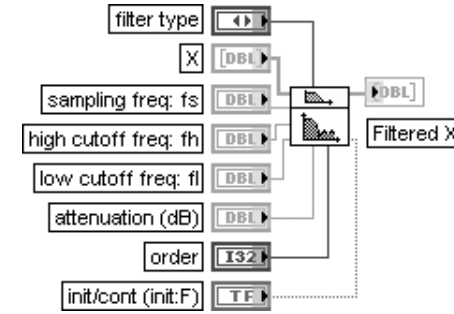 filter type
X
[DBL]
sampling freq: fs
DBL
DBL]
high cutoff freq: fh
DBL
Filtered X
low cutoff freq: fl
DBL
attenuation (dB)
DBL
order
I32
init/cont (init:F)
TF